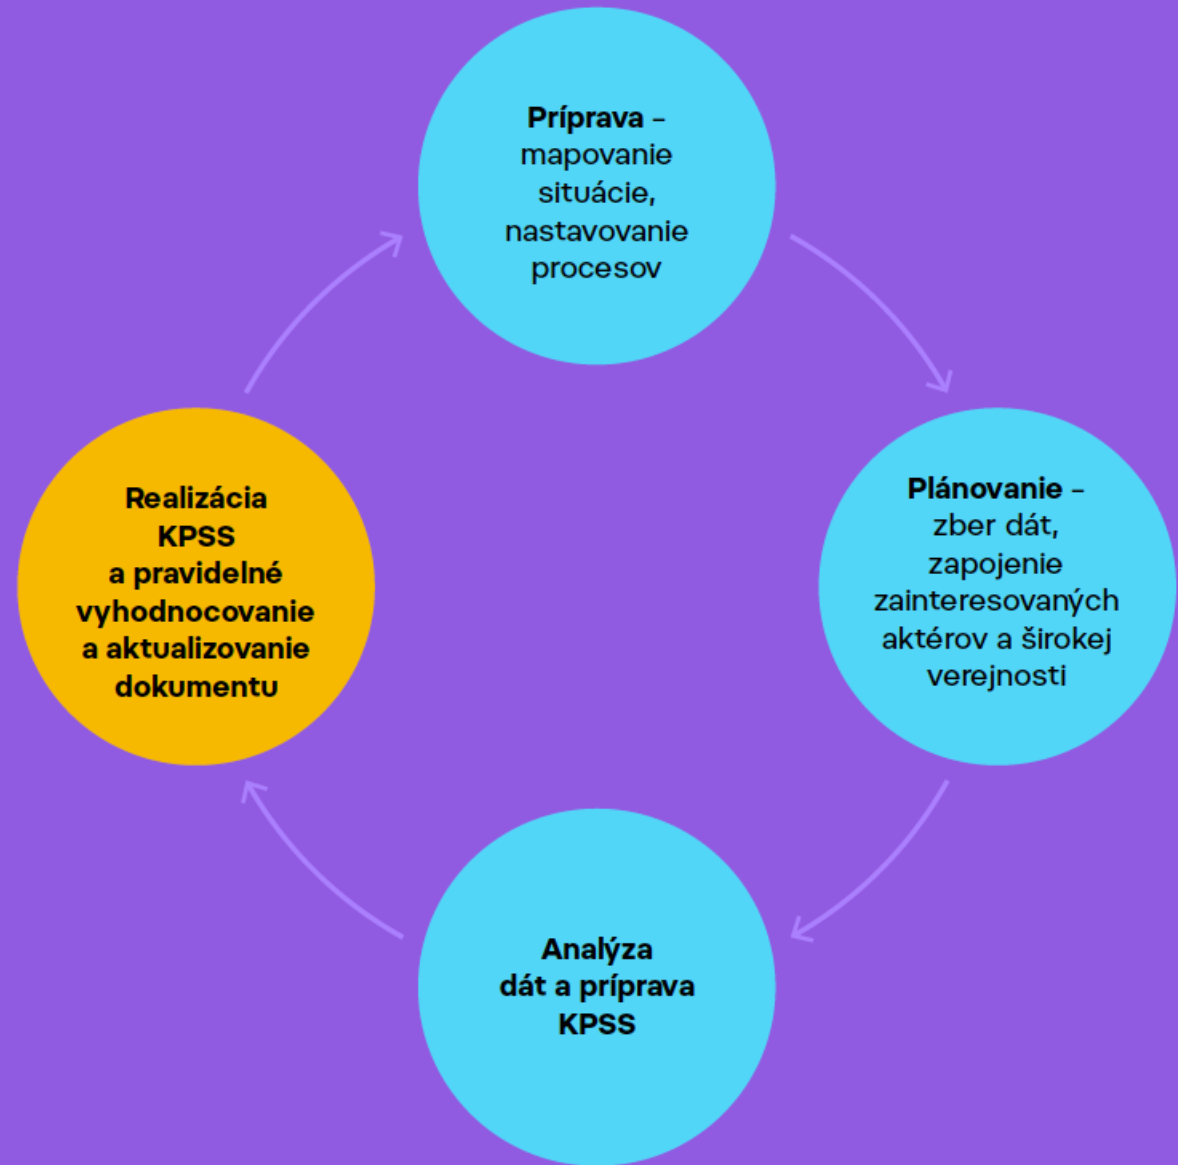 Príprava –
mapovanie
situácie,
nastavovanie
procesov
Plánovanie –
zber dát,
zapojenie
zainteresovaných
aktérov a širokej
verejnosti
Analýza
dát a príprava
KPSS
Realizácia
KPSS
a pravidelné
vyhodnocovanie
a aktualizovanie
dokumentu